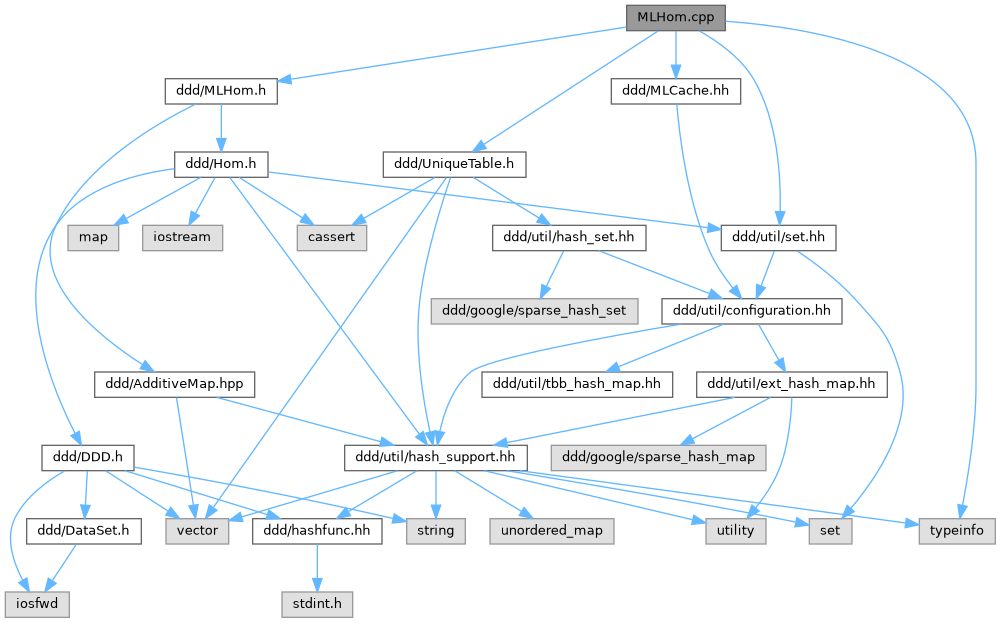 MLHom.cpp
ddd/MLHom.h
ddd/MLCache.hh
ddd/Hom.h
ddd/UniqueTable.h
map
iostream
cassert
ddd/util/hash_set.hh
ddd/util/set.hh
ddd/google/sparse_hash_set
ddd/util/configuration.hh
ddd/AdditiveMap.hpp
ddd/util/tbb_hash_map.hh
ddd/util/ext_hash_map.hh
ddd/DDD.h
ddd/util/hash_support.hh
ddd/google/sparse_hash_map
ddd/DataSet.h
vector
ddd/hashfunc.hh
string
unordered_map
utility
set
typeinfo
iosfwd
stdint.h